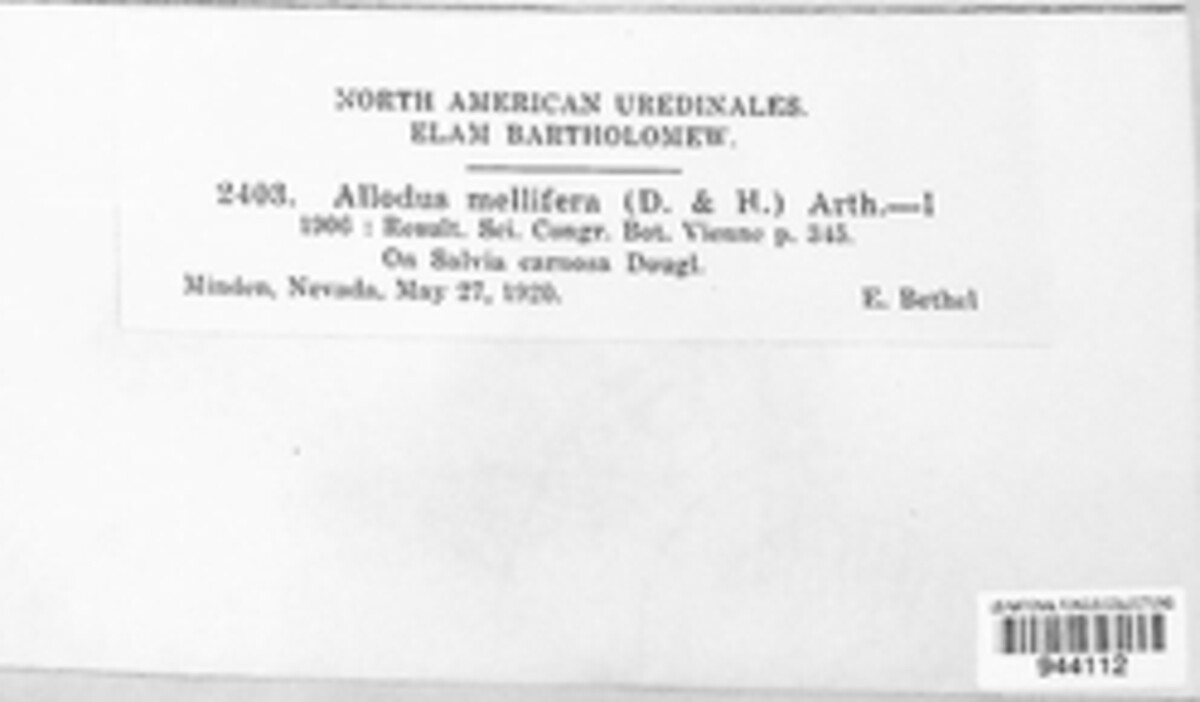 NORTH AMERICAN UREDINALES.
ELAM BARTHOLOMEW.
2403. Allodus mellifera (D. & H.) Arth.—I
1906 : Result. Sci. Congr. Bot. Vienne p. 345.
On Salvia carnosa Dougl.
Minden, Nevada, May 27, 1920.
E. Bethel
944112